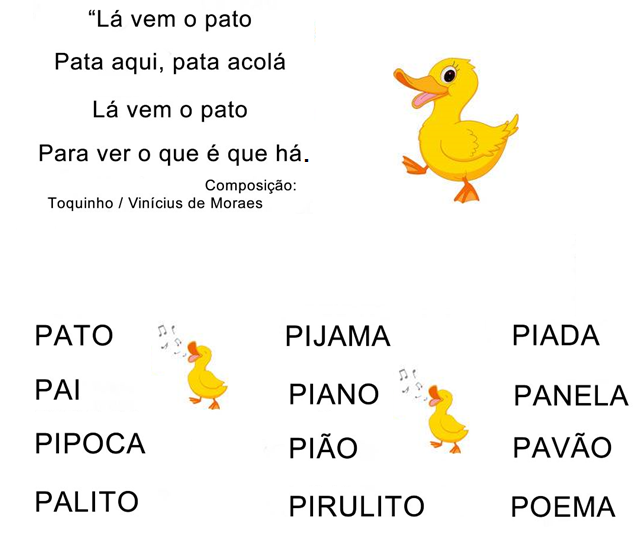 “Lá vem o pato
Pata aqui, pata acolá
Lá vem o pato
Para ver o que é que há.
Composição:
Toquinho / Vinícius de Moraes
PATO
PAI
PIPOCA
PALITO
PIJAMA
PIANO
PIÃO
PIRULITO
PIADA
PANELA
PAVÃO
POEMA